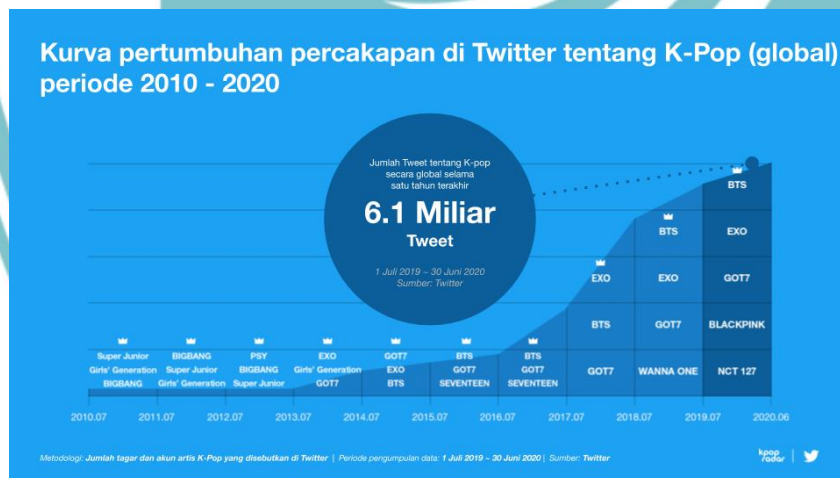 Kurva pertumbuhan percakapan di Twitter tentang K-Pop (global)
periode 2010 - 2020
Jumlah Tweet tentang K-pop
secara global selama
satu tahun terakhir
6.1 Miliar
Tweet
1 Juli 2019 ~ 30 Juni 2020
Sumber: Twitter
Super Junior
Girls' Generation
BIGBANG
BIGBANG
Super Junior
Girls' Generation
PSY
BIGBANG
Super Junior
EXO
Girls' Generation
GOT7
GOT7
EXO
BTS
BTS
GOT7
SEVENTEEN
BTS
GOT7
SEVENTEEN
EXO
BTS
GOT7
BTS
EXO
GOT7
WANNA ONE
BTS
EXO
GOT7
BLACKPINK
NCT 127
2010.07 2011.07 2012.07 2013.07 2014.07 2015.07 2016.07 2017.07 2018.07 2019.07 2020.06
Metodologi: Jumlah tagar dan akun artis K-Pop yang disebutkan di Twitter | Periode pengumpulan data: 1 Juli 2019 ~ 30 Juni 2020 | Sumber: Twitter
kpop
radar